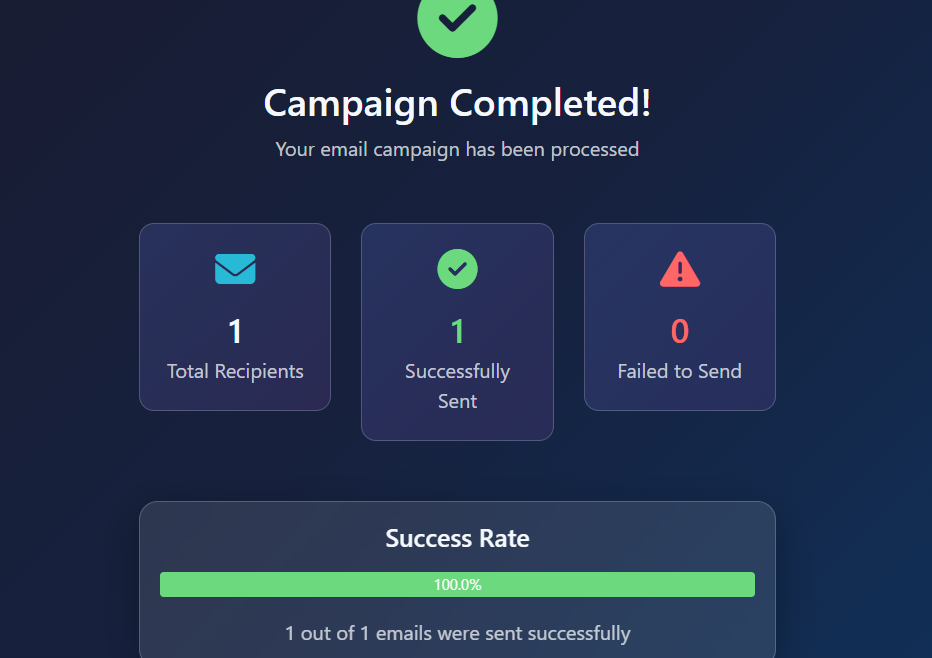 Campaign Completed!
Your email campaign has been processed
1
Total Recipients
1
Successfully
Sent
0
Failed to Send
Success Rate
100.0%
1 out of 1 emails were sent successfully